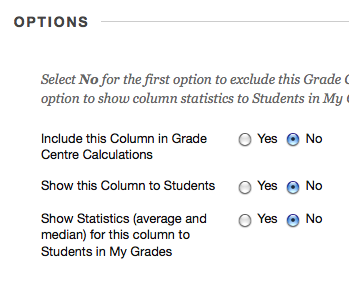 OPTIONS
Select No for the first option to exclude this Grade
option to show column statistics to Students in My
Include this Column in Grade Yes No
Centre Calculations
Show this Column to Students Yes No
Show Statistics (average and Yes No
median) for this column to
Students in My Grades